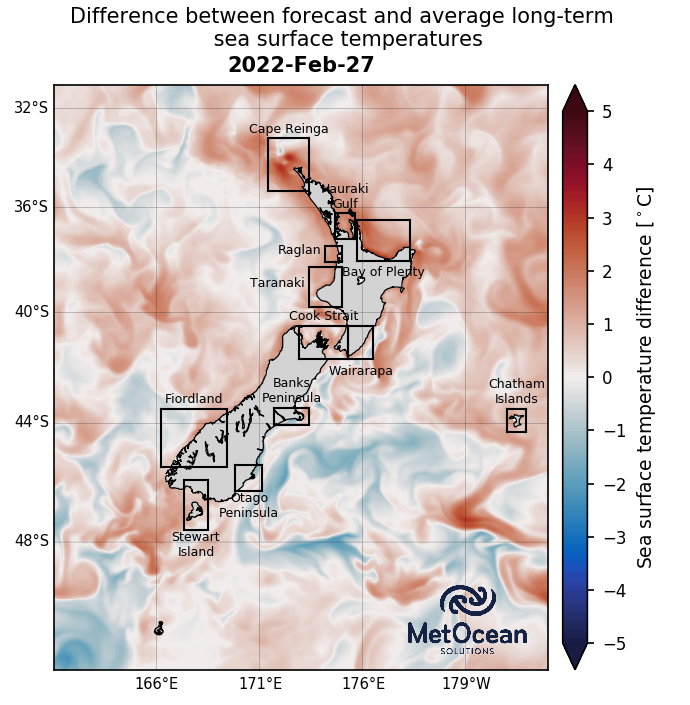 Difference between forecast and average long-term
sea surface temperatures
2022-Feb-27
32°S
36°S
40°S
44°S
48°S
Cape Reinga
Hauraki
Gulf
Raglan
Bay of Plenty
Taranaki
Cook Strait
Wairarapa
Banks
Peninsula
Fiordland
Chatham
Islands
Otago
Peninsula
Stewart
Island
MetOcean
SOLUTIONS
166°E
171°E
176°E
179°W
5
4
3
2
1
0
−1
−2
−3
−4
−5
Sea surface temperature difference [°C]